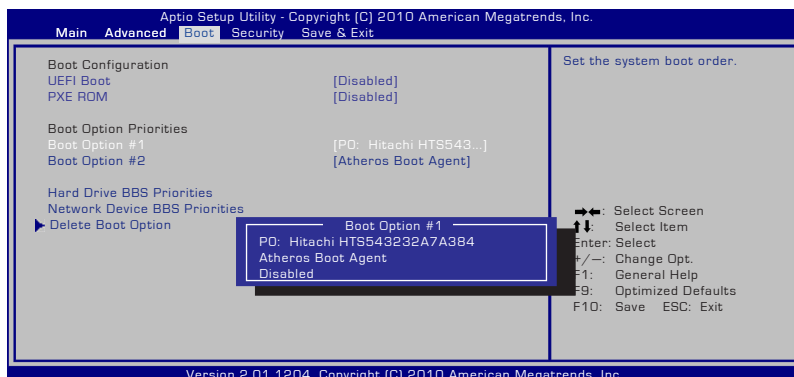 Aptio Setup Utility - Copyright (C) 2010 American Megatrends, Inc.
Main Advanced Boot Security Save & Exit
Boot Configuration
UEFI Boot [Disabled]
PXE ROM [Disabled]
Boot Option Priorities
Boot Option #1 [P0: Hitachi HTS543...]
Boot Option #2 [Atheros Boot Agent]
Hard Drive BBS Priorities
Network Device BBS Priorities
Delete Boot Option
Boot Option #1
P0: Hitachi HTS543232A7A384
Atheros Boot Agent
Disabled
Set the system boot order.
→←: Select Screen
↑↓: Select Item
Enter: Select
+/—: Change Opt.
F1: General Help
F9: Optimized Defaults
F10: Save ESC: Exit
Version 2.01.1204. Copyright (C) 2010 American Megatrends, Inc.